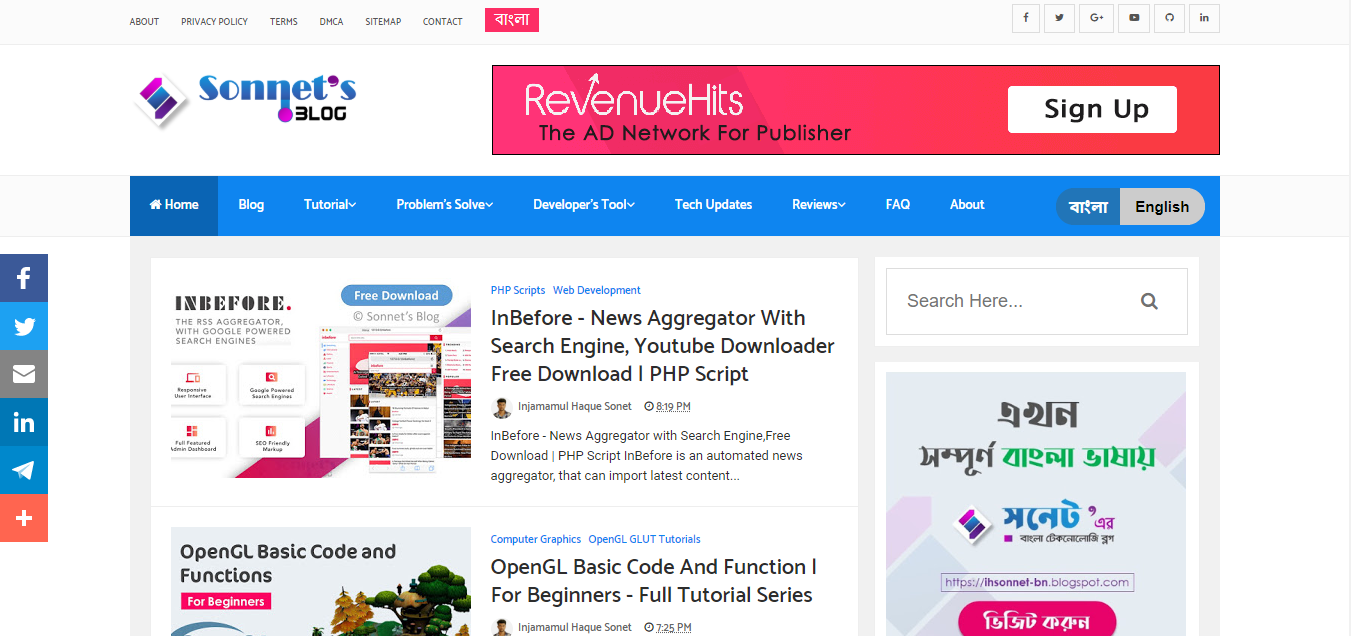 ABOUT PRIVACY POLICY TERMS DMCA SITEMAP CONTACT বাংলা
Sonnet's
BLOG
REVENUEHITS
The AD Network For Publisher
Sign Up
Home Blog Tutorial Problem's Solve Developer's Tool Tech Updates Reviews FAQ About
বাংলা English
INBEFORE.
THE RSS AGGREGATOR,
WITH GOOGLE POWERED
SEARCH ENGINES
Free Download
© Sonnet's Blog
Responsive
User Interface
Google Powered
Search Engines
Full Featured
Admin Dashboard
SEO Friendly
Markup
PHP Scripts Web Development
InBefore - News Aggregator With
Search Engine, Youtube Downloader
Free Download | PHP Script
Injamamul Haque Sonet 8:19 PM
InBefore - News Aggregator with Search Engine,Free
Download | PHP Script InBefore is an automated news
aggregator, that can import latest content...
Search Here...
এখন
সম্পূর্ণ বাংলা ভাষায়
সনেট'এর
বাংলা টেকনোলোজি ব্লগ
https://ihsonnet-bn.blogspot.com
ভিজিট করুন
OpenGL Basic Code and
Functions
For Beginners
Computer Graphics OpenGL GLUT Tutorials
OpenGL Basic Code And Function |
For Beginners - Full Tutorial Series
Injamamul Haque Sonet 7:25 PM